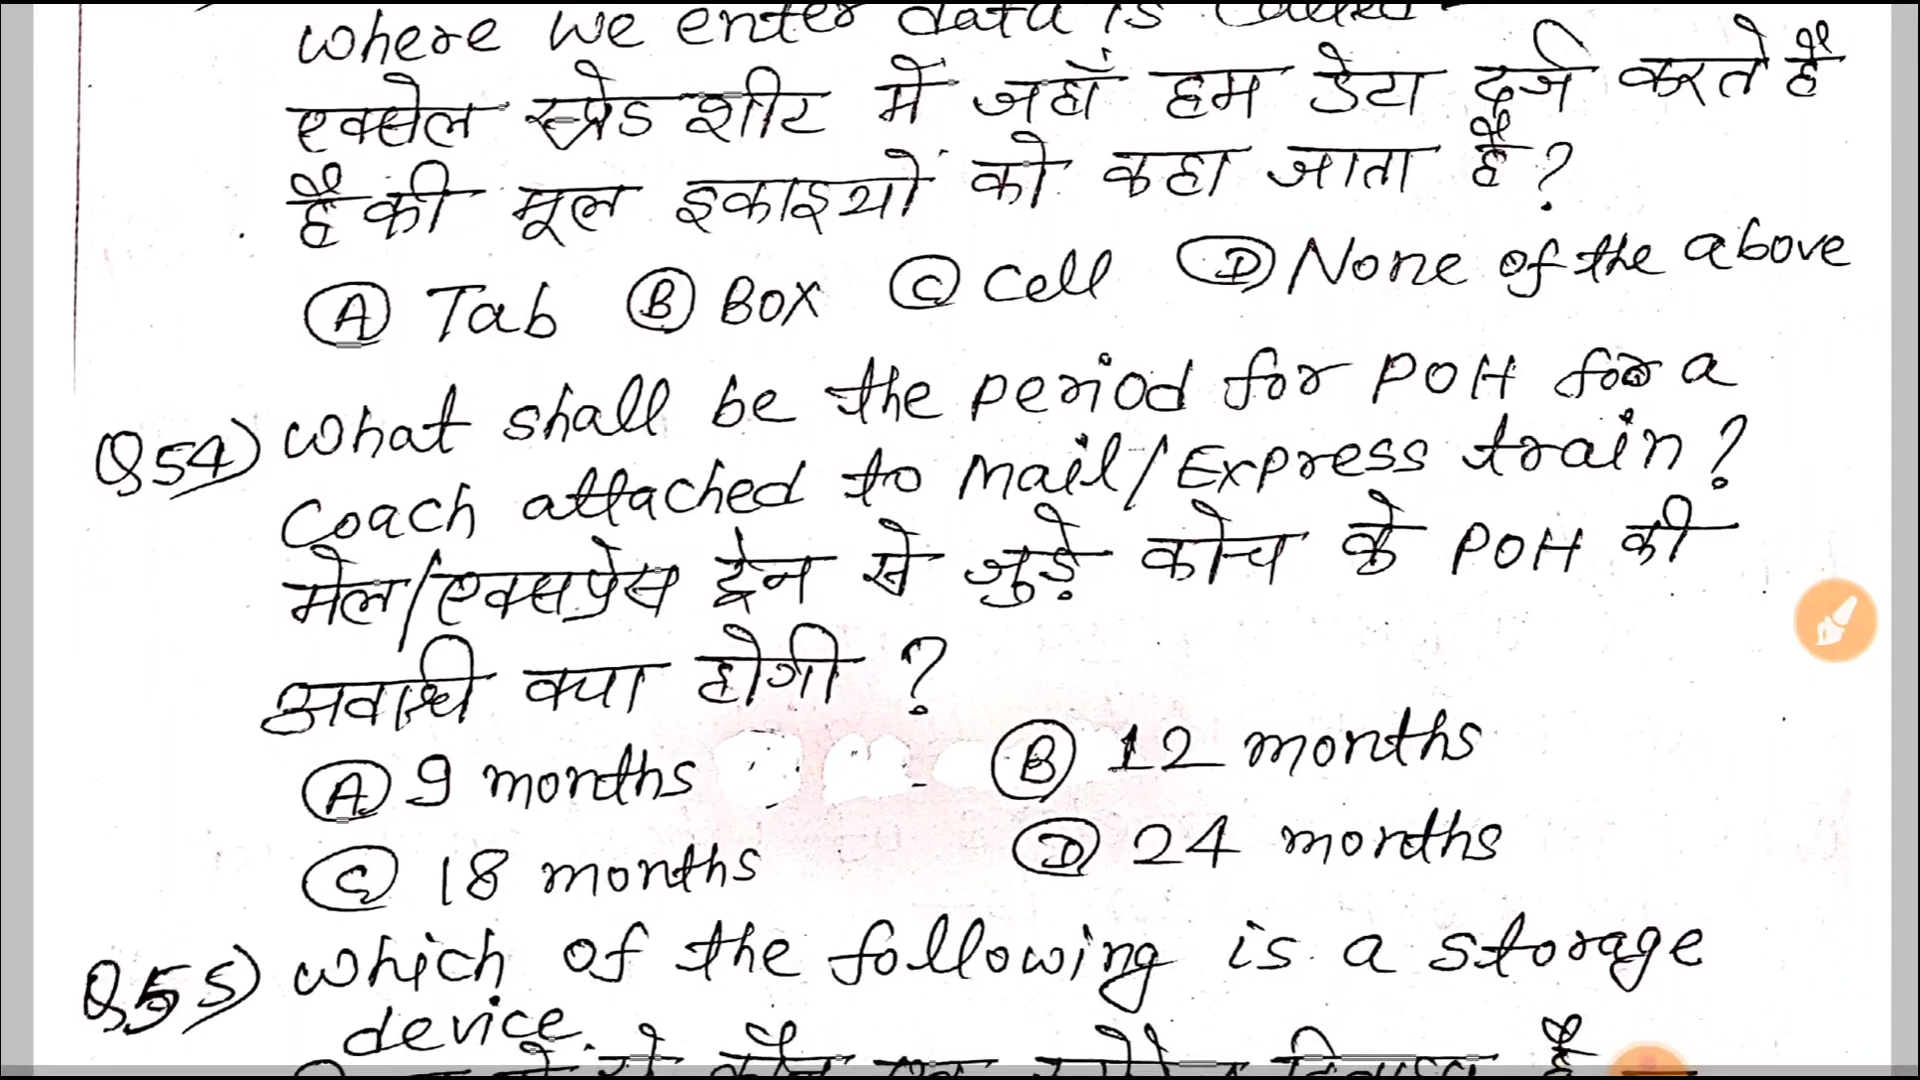 where we enter data is called-
एक्सेल स्प्रेड शीट में जहाँ हम डेटा दर्ज करते हैं
है की मूल इकाइयों को कहा जाता है?
Ⓐ Tab Ⓑ Box Ⓒ cell Ⓓ None of the above
Q54) What shall be the period for POH for a
coach attached to Mail/Express train?
मेल/एक्सप्रेस ट्रेन से जुड़े कोच के POH की
अवधि क्या होगी?
Ⓐ 9 months Ⓑ 12 months
Ⓒ 18 months Ⓓ 24 months
Q55) Which of the following is a storage
device.